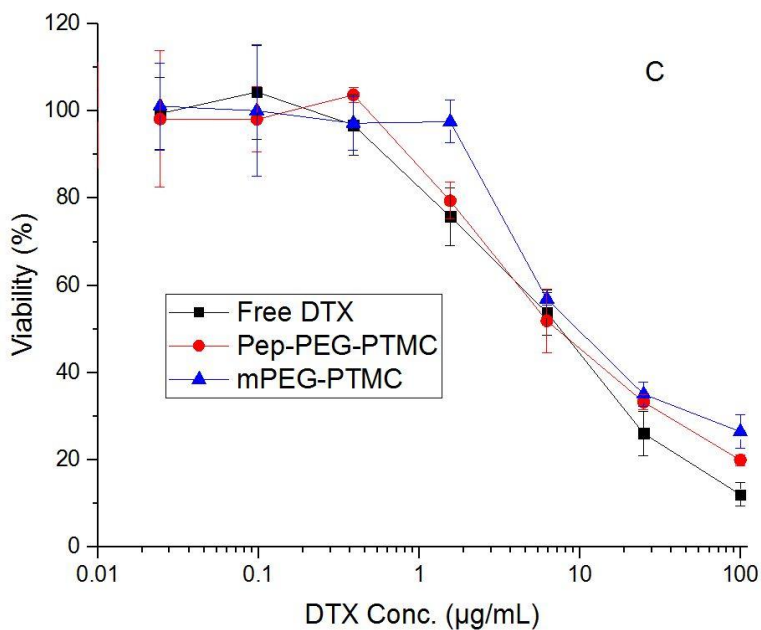 120
C
100
80
60
40
20
0
Viability (%)
Free DTX
Pep-PEG-PTMC
mPEG-PTMC
0.01
0.1
1
10
100
DTX Conc. (µg/mL)